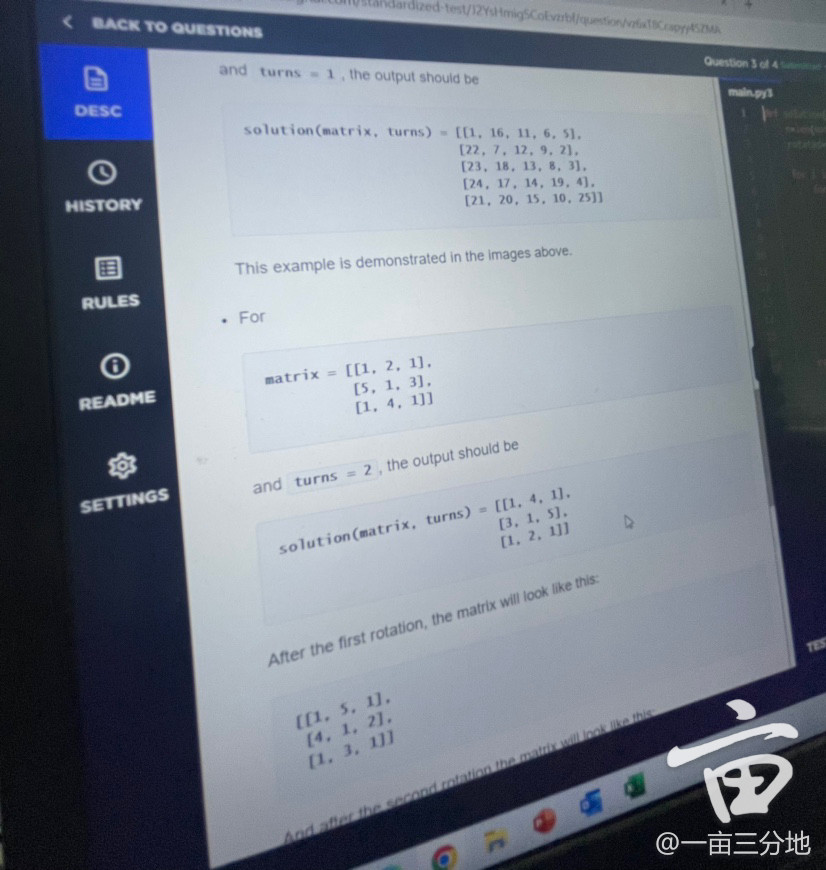 BACK TO QUESTIONS
Question 3 of 4
DESC
HISTORY
RULES
README
SETTINGS
main.py3
1
and turns = 1 , the output should be
solution(matrix, turns) = [[1, 16, 11, 6, 5],
[22, 7, 12, 9, 2],
[23, 18, 13, 8, 3],
[24, 17, 14, 19, 4],
[21, 20, 15, 10, 25]]
This example is demonstrated in the images above.
• For
matrix = [[1, 2, 1],
[5, 1, 3],
[1, 4, 1]]
and turns = 2 , the output should be
solution(matrix, turns) = [[1, 4, 1],
[3, 1, 5],
[1, 2, 1]]
After the first rotation, the matrix will look like this:
[[1, 5, 1],
[4, 1, 2],
[1, 3, 1]]
And after the second rotation the matrix will look like this:
TES
亩
@一亩三分地